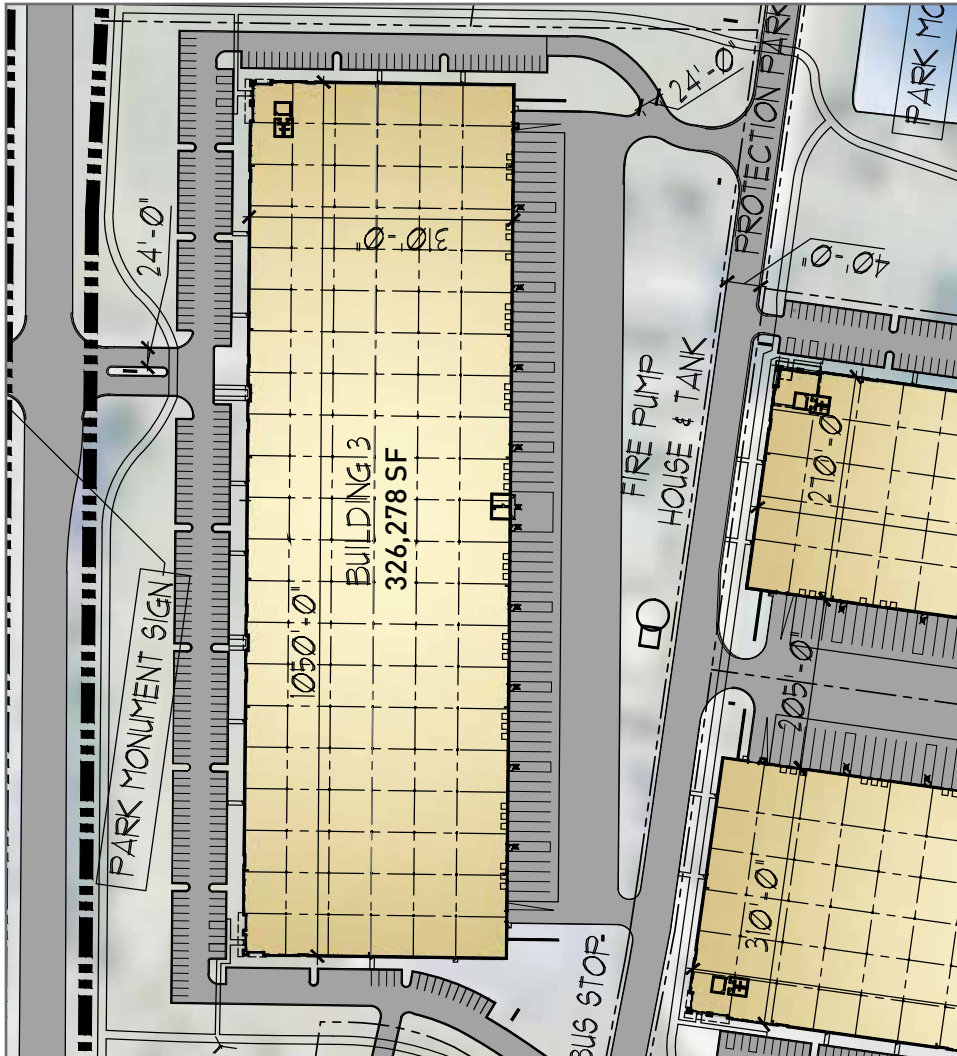 PARK MO
PROTECTION PARK
24'-0"
24'-0"
310'-0"
40'-0"
FIRE PUMP
HOUSE & TANK
BUILDING 3
326,278 SF
1050'-0"
270'-0"
PARK MONUMENT SIGN
205'-0"
310'-0"
BUS STOP